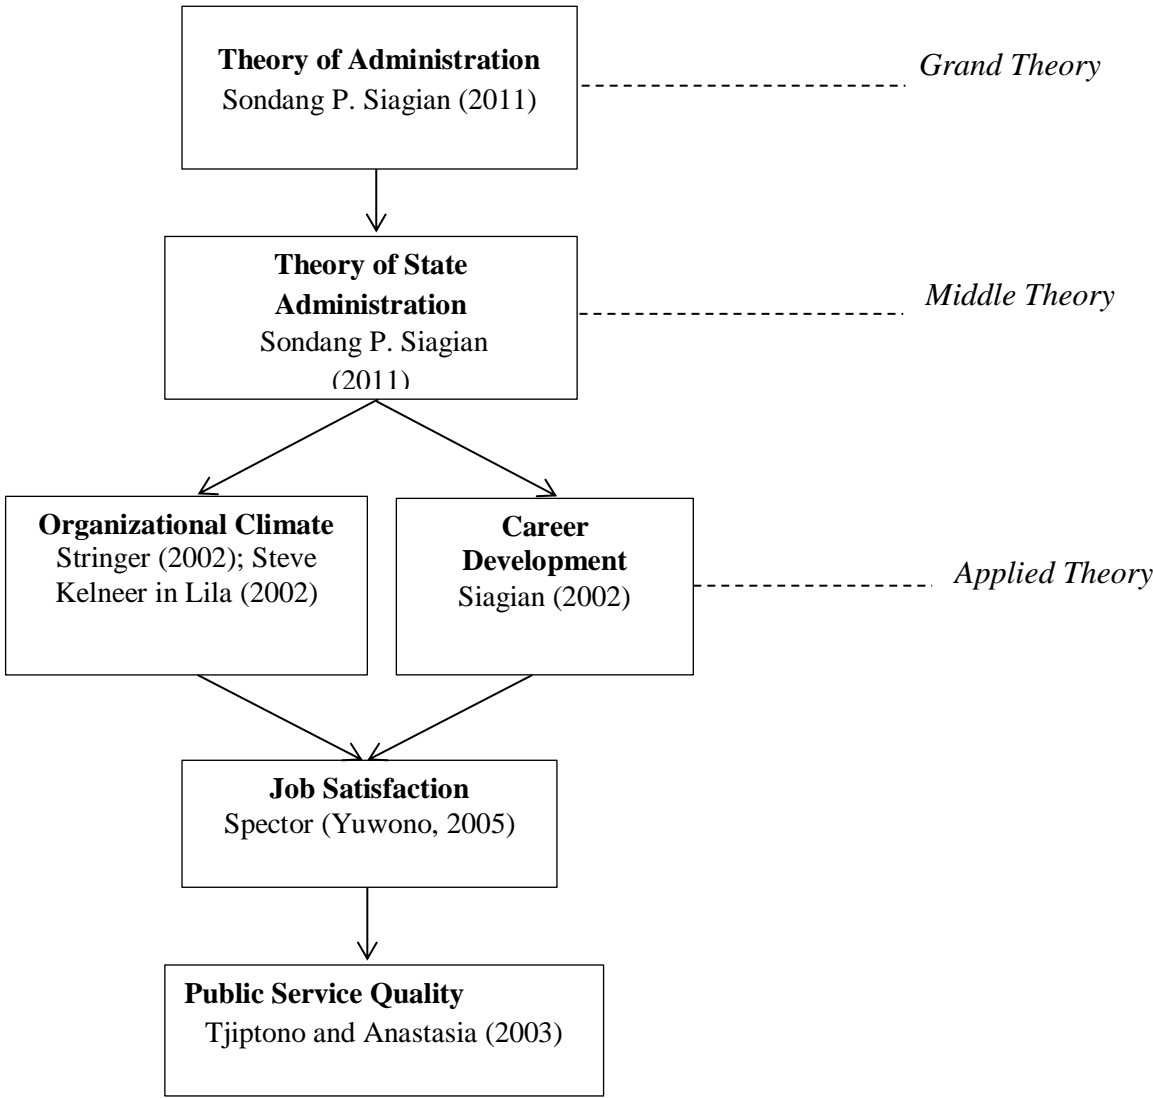 Theory of Administration
Sondang P. Siagian (2011)
Grand Theory
Theory of State
Administration
Sondang P. Siagian
(2011)
Middle Theory
Organizational Climate
Stringer (2002); Steve
Kelneer in Lila (2002)
Career
Development
Siagian (2002)
Applied Theory
Job Satisfaction
Spector (Yuwono, 2005)
Public Service Quality
Tjiptono and Anastasia (2003)